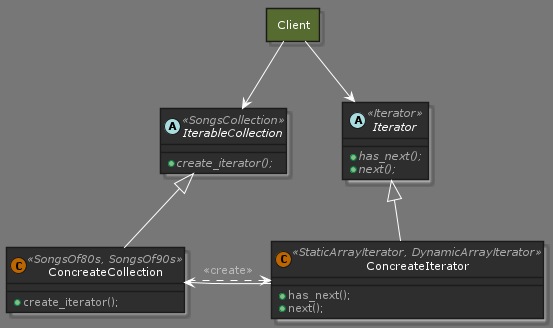 Client
A
«SongsCollection»
IterableCollection
create_iterator();
A
«Iterator»
Iterator
has_next();
next();
C
«SongsOf80s, SongsOf90s»
ConcreateCollection
create_iterator();
«create»
C
«StaticArrayIterator, DynamicArrayIterator»
ConcreateIterator
has_next();
next();